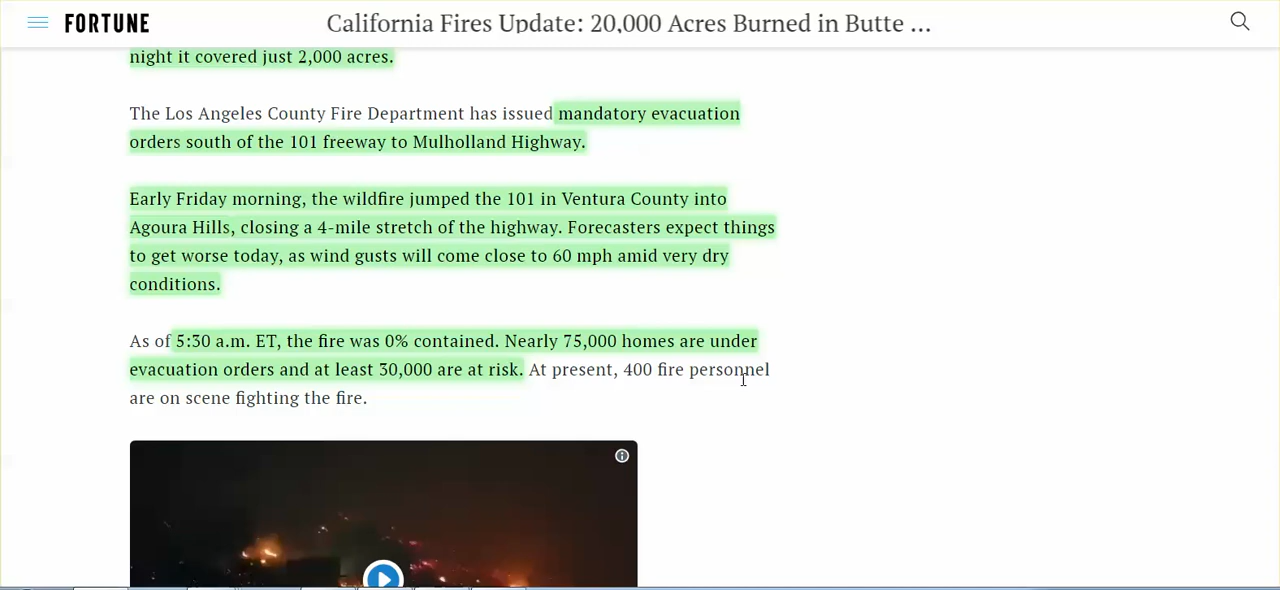 FORTUNE
California Fires Update: 20,000 Acres Burned in Butte ...
night it covered just 2,000 acres.
The Los Angeles County Fire Department has issued mandatory evacuation
orders south of the 101 freeway to Mulholland Highway.
Early Friday morning, the wildfire jumped the 101 in Ventura County into
Agoura Hills, closing a 4-mile stretch of the highway. Forecasters expect things
to get worse today, as wind gusts will come close to 60 mph amid very dry
conditions.
As of 5:30 a.m. ET, the fire was 0% contained. Nearly 75,000 homes are under
evacuation orders and at least 30,000 are at risk. At present, 400 fire personnel
are on scene fighting the fire.